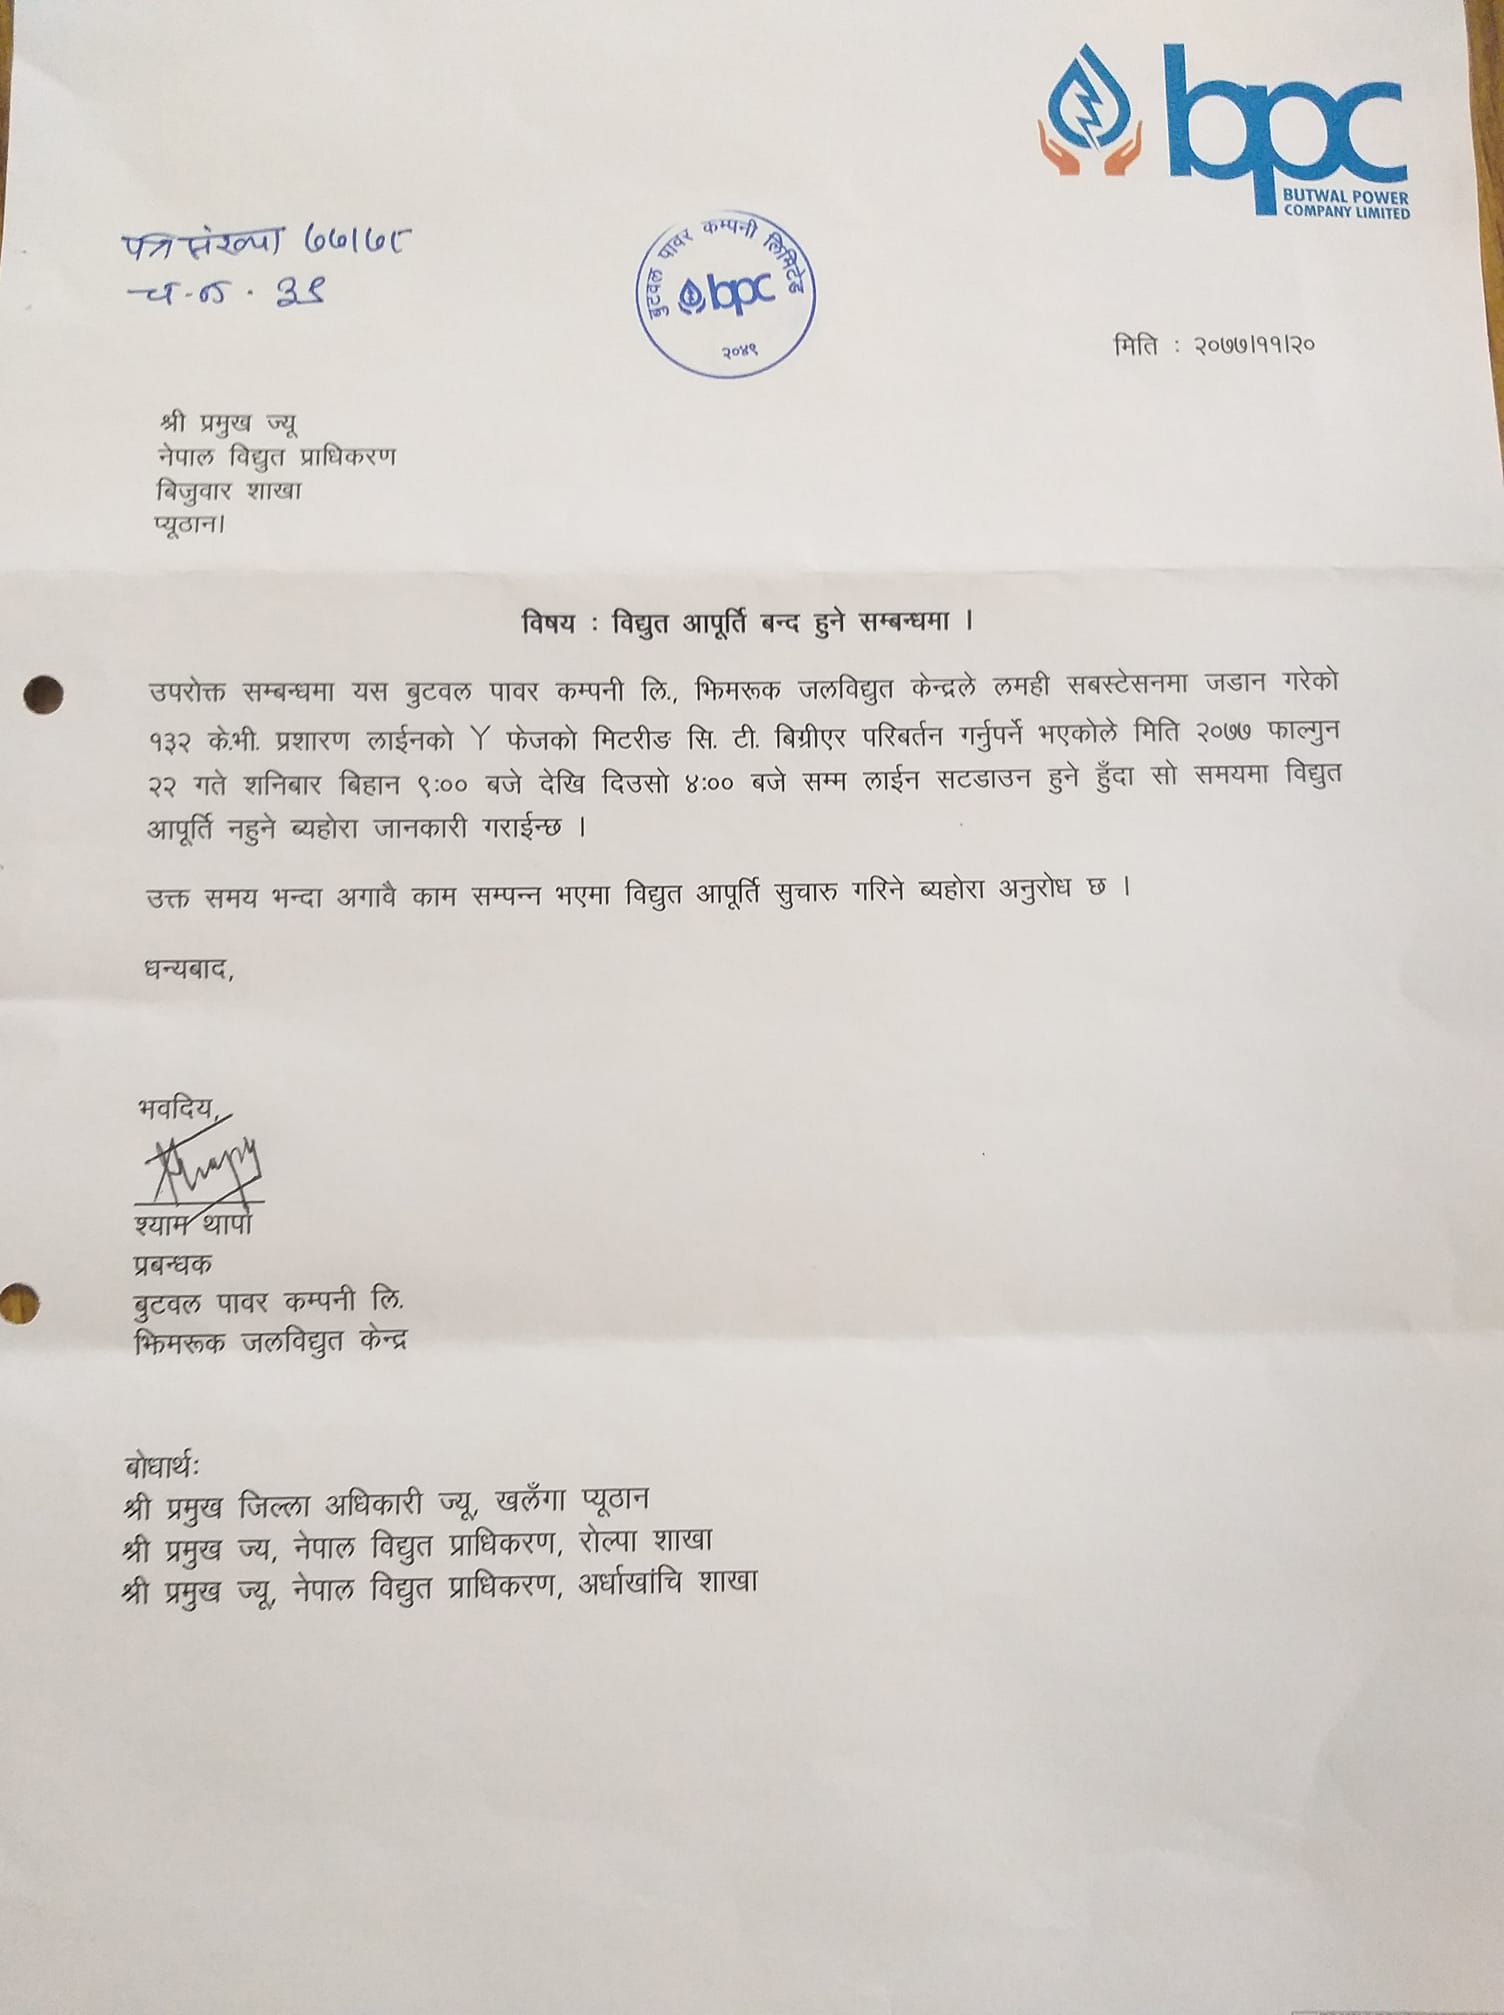 bpc
BUTWAL POWER
COMPANY LIMITED
पत्र संख्या ७७।७८
च.न. ३९
बुटवल पावर कम्पनी लिमिटेड
bpc
२०४९
मिति : २०७७।११।२०
श्री प्रमुख ज्यू
नेपाल विद्युत प्राधिकरण
बिजुवार शाखा
प्यूठान।
विषय : विद्युत आपूर्ति बन्द हुने सम्बन्धमा ।
उपरोक्त सम्बन्धमा यस बुटवल पावर कम्पनी लि., झिमरूक जलविद्युत केन्द्रले लमही सबस्टेसनमा जडान गरेको
१३२ के.भी. प्रशारण लाईनको Y फेजको मिटरीङ सि. टी. बिग्रीएर परिबर्तन गर्नुपर्ने भएकोले मिति २०७७ फाल्गुन
२२ गते शनिबार बिहान ९:०० बजे देखि दिउसो ४:०० बजे सम्म लाईन सटडाउन हुने हुँदा सो समयमा विद्युत
आपूर्ति नहुने ब्यहोरा जानकारी गराईन्छ ।
उक्त समय भन्दा अगावै काम सम्पन्न भएमा विद्युत आपूर्ति सुचारु गरिने ब्यहोरा अनुरोध छ ।
धन्यबाद,
भवदिय,
श्याम थापा
प्रबन्धक
बुटवल पावर कम्पनी लि.
झिमरूक जलविद्युत केन्द्र
बोधार्थ:
श्री प्रमुख जिल्ला अधिकारी ज्यू, खलँगा प्यूठान
श्री प्रमुख ज्य, नेपाल विद्युत प्राधिकरण, रोल्पा शाखा
श्री प्रमुख ज्यू, नेपाल विद्युत प्राधिकरण, अर्धाखांचि शाखा